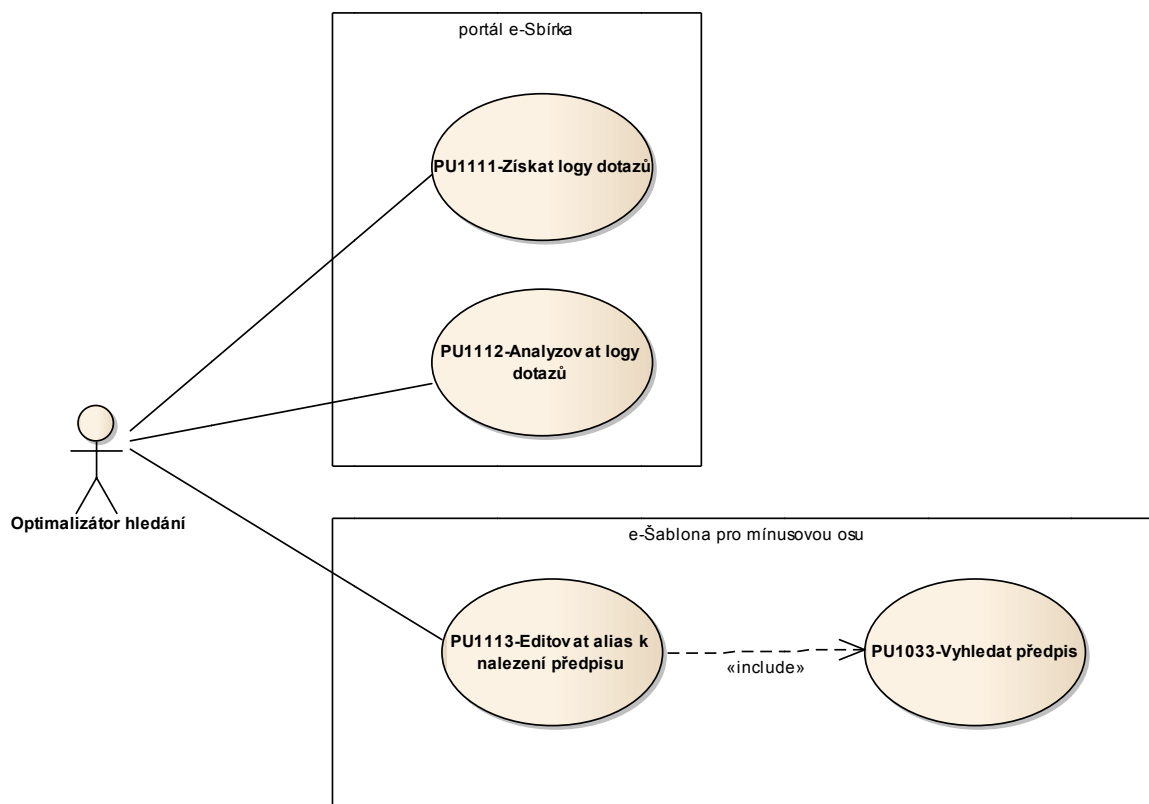 portál e-Sbírka
PU1111-Získat logy dotazů
PU1112-Analyzovat logy
dotazů
Optimalizátor hledání
e-Šablona pro mínusovou osu
PU1113-Editovat alias k
nalezení předpisu
«include»
PU1033-Vyhledat předpis